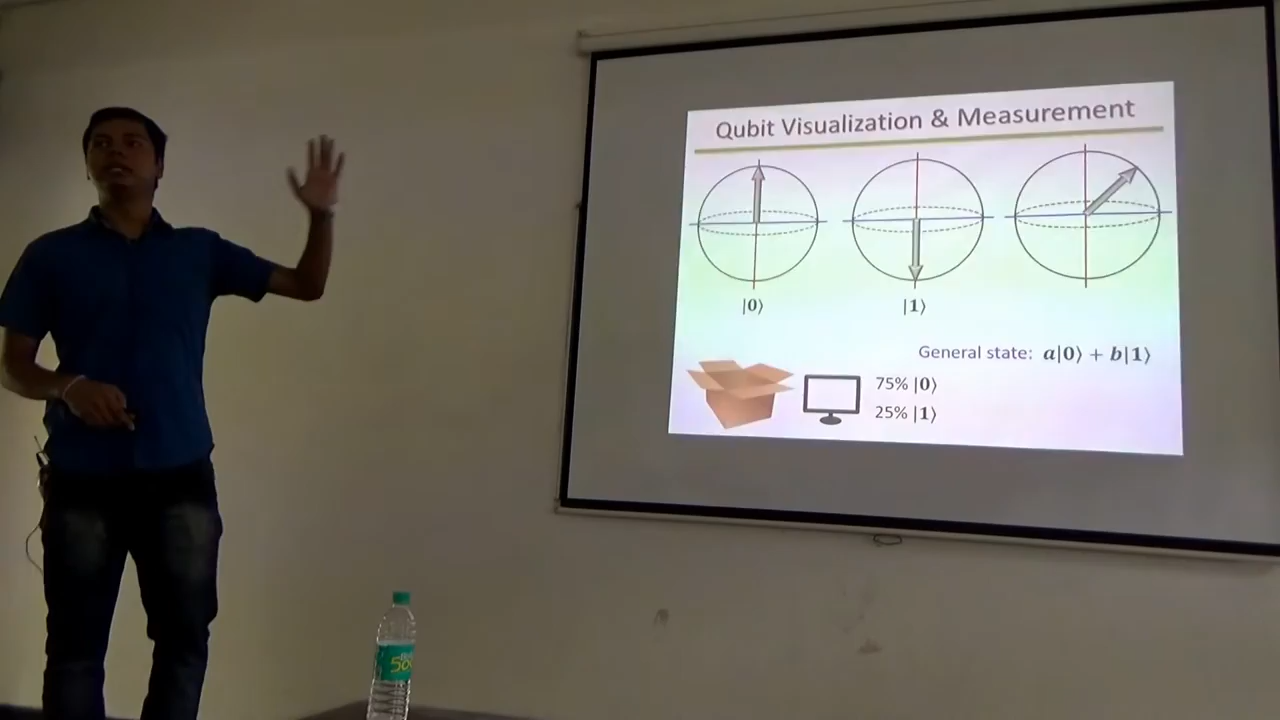 Qubit Visualization & Measurement
|0⟩
|1⟩
General state: a|0⟩ + b|1⟩
75% |0⟩
25% |1⟩